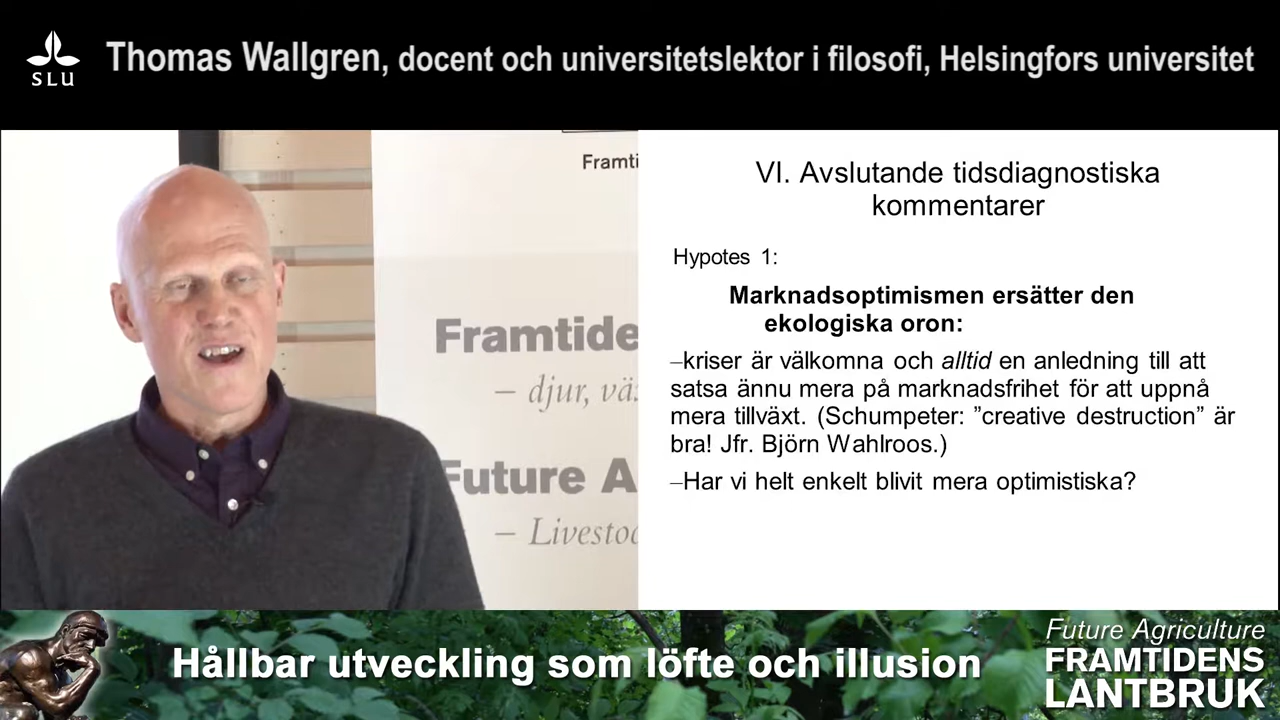 SLU
Thomas Wallgren, docent och universitetslektor i filosofi, Helsingfors universitet
Framti
Framtide
– djur, väx
Future A
– Livestoc
VI. Avslutande tidsdiagnostiska
kommentarer
Hypotes 1:
Marknadsoptimismen ersätter den
ekologiska oron:
–kriser är välkomna och alltid en anledning till att
satsa ännu mera på marknadsfrihet för att uppnå
mera tillväxt. (Schumpeter: ”creative destruction” är
bra! Jfr. Björn Wahlroos.)
–Har vi helt enkelt blivit mera optimistiska?
Hållbar utveckling som löfte och illusion
Future Agriculture
FRAMTIDENS
LANTBRUK